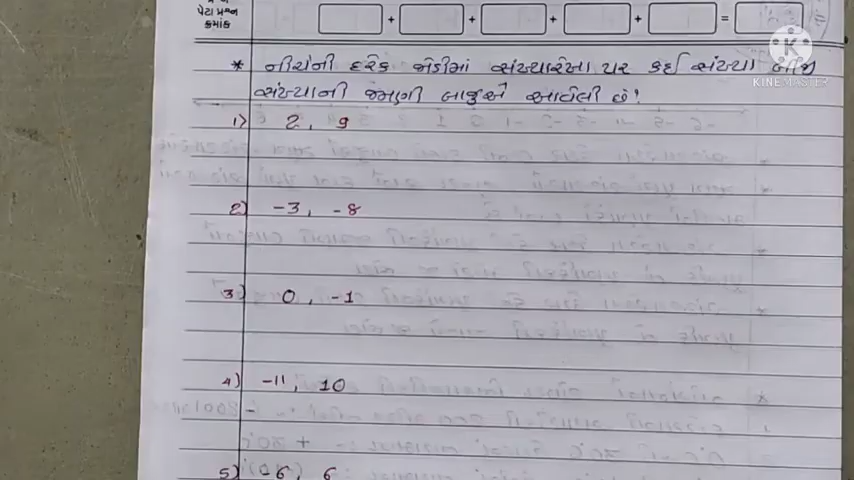 પેટા પ્રશ્ન
ક્રમાંક
+ + + + =
KINEMASTER
* નીચેની દરેક જોડીમાં સંખ્યારેખા પર કઈ સંખ્યા બીજી
સંખ્યાની જમણી બાજુએ આવેલી છે!
1) 2, 9
2) -3, -8
3) 0, -1
4) -11, 10
5) 6